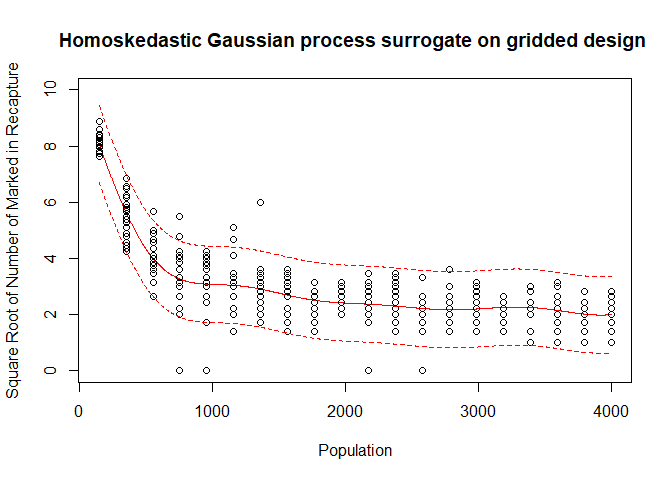 Homoskedastic Gaussian process surrogate on gridded design
Square Root of Number of Marked in Recapture
10
8
6
4
2
0
0 1000 2000 3000 4000
Population